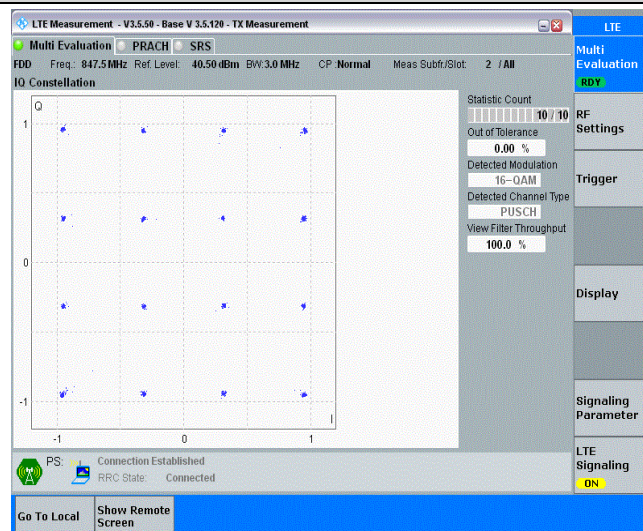 LTE Measurement - V3.5.50 - Base V 3.5.120 - TX Measurement
LTE
Multi Evaluation PRACH SRS
Multi
Evaluation
RDY
FDD Freq.: 847.5 MHz Ref. Level: 40.50 dBm BW: 3.0 MHz CP :Normal Meas Subfr./Slot: 2 / All
IQ Constellation
Q
1
0
-1
I
-1 0 1
Statistic Count
10 / 10
Out of Tolerance
0.00 %
Detected Modulation
16-QAM
Detected Channel Type
PUSCH
View Filter Throughput
100.0 %
RF
Settings
Trigger
Display
Signaling
Parameter
LTE
Signaling
ON
PS: Connection Established
RRC State: Connected
Go To Local
Show Remote
Screen